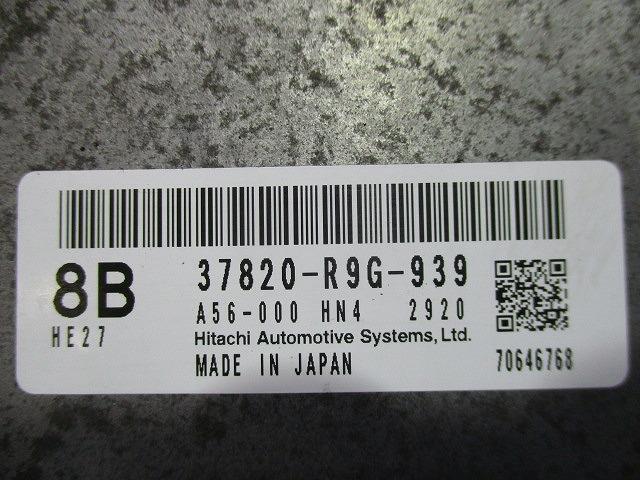 8B
HE27
37820-R9G-939
A56-000 HN4 2920
Hitachi Automotive Systems, Ltd.
MADE IN JAPAN
70646768